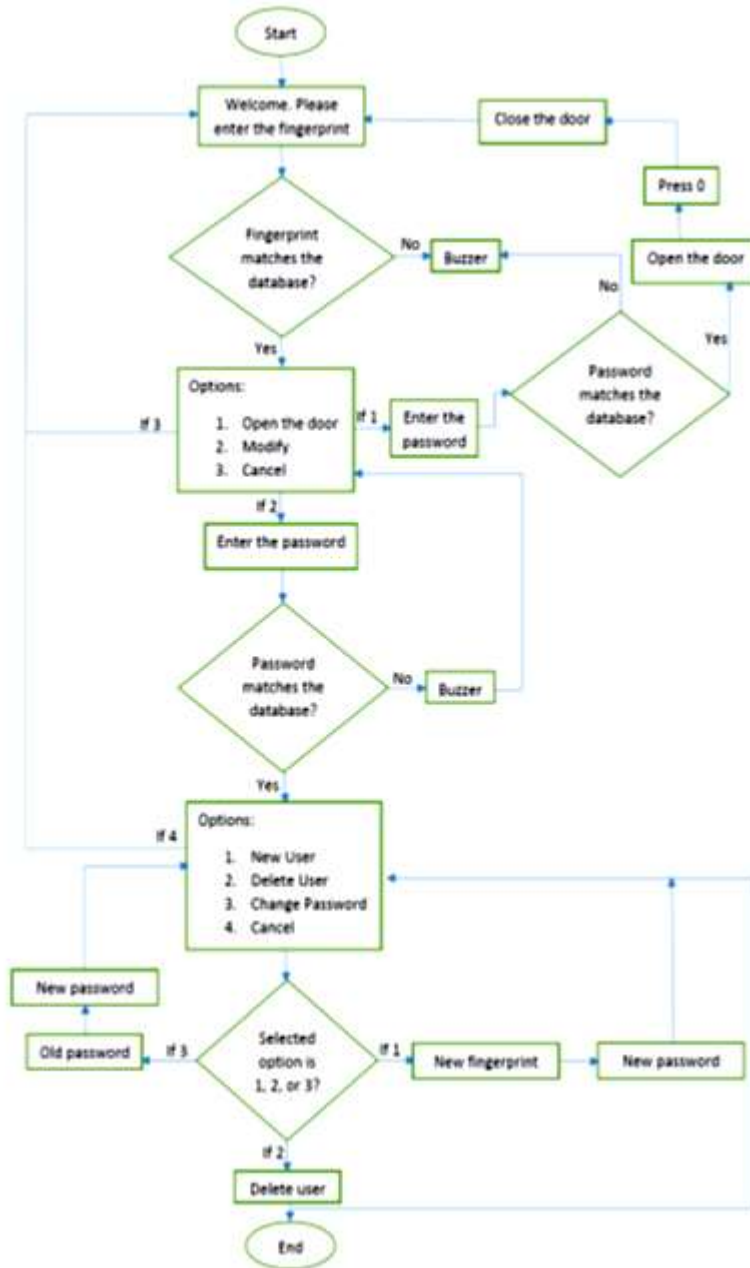 Start
Welcome. Please
enter the fingerprint
Close the door
Press 0
Open the door
Fingerprint
matches the
database?
No
Buzzer
No
Yes
Yes
Password
matches the
database?
Options:
1. Open the door
2. Modify
3. Cancel
If 3
If 1
Enter the
password
If 2
Enter the password
Password
matches the
database?
No
Buzzer
Yes
If 4
Options:
1. New User
2. Delete User
3. Change Password
4. Cancel
New password
Old password
If 3
Selected
option is
1, 2, or 3?
If 1
New fingerprint
New password
If 2
Delete user
End